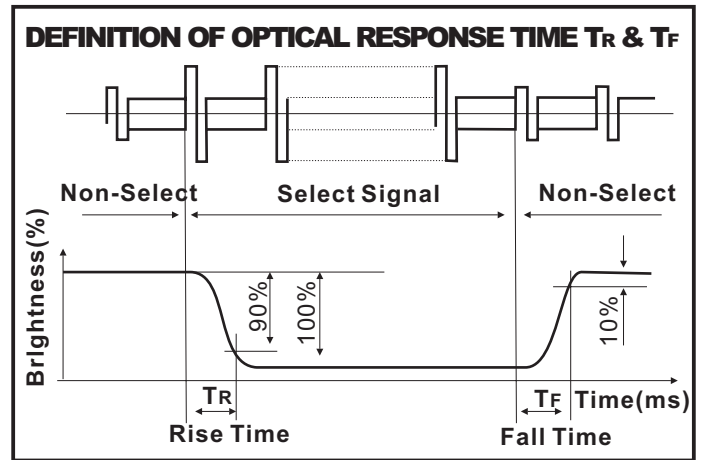 DEFINITION OF OPTICAL RESPONSE TIME TR & TF
Non-Select
Select Signal
Non-Select
BrIghtness(%)
90%
100%
10%
TR
TF
Time(ms)
Rise Time
Fall Time